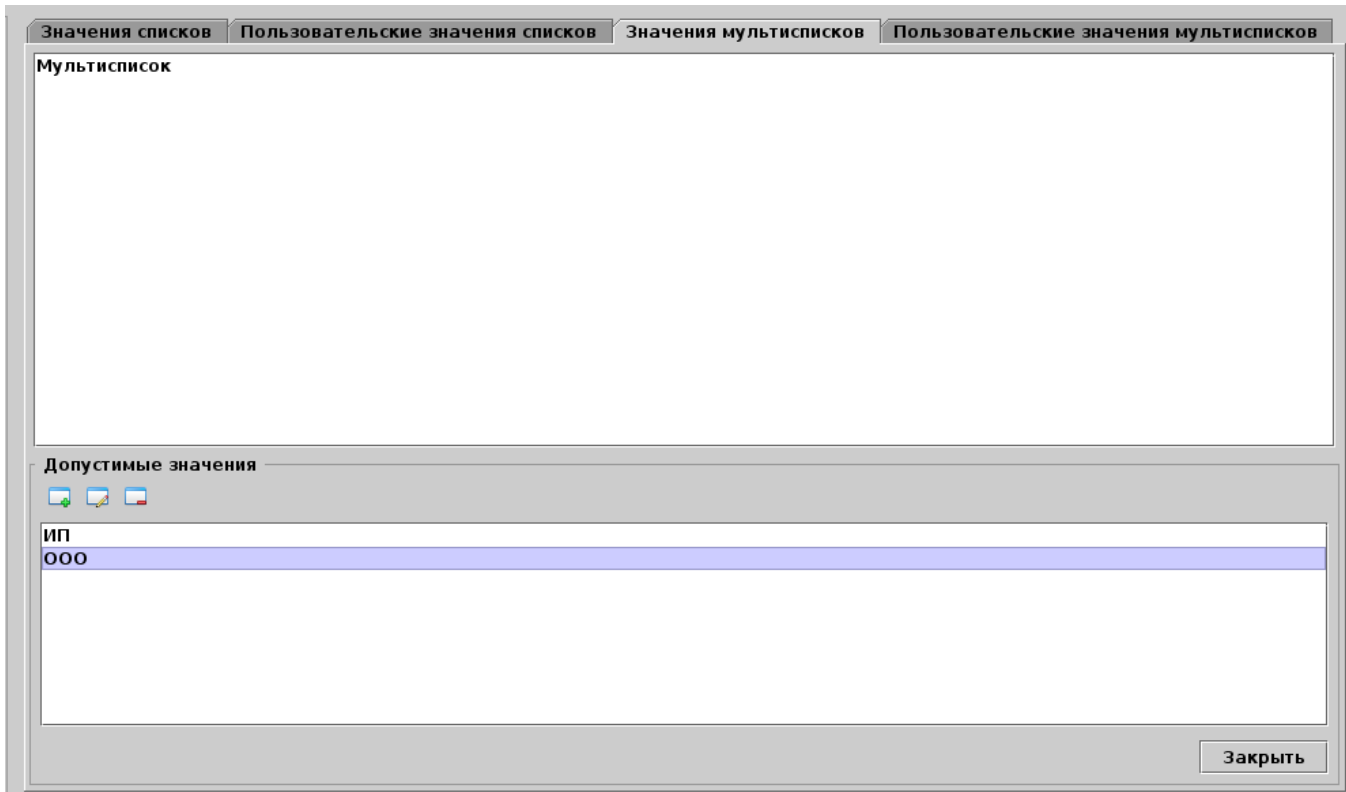 Значения списков Пользовательские значения списков Значения мультисписков Пользовательские значения мультисписков
Мультисписок
Допустимые значения
ИП
ООО
Закрыть